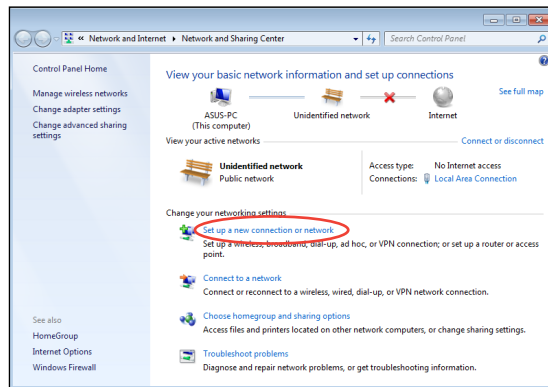 « Network and Internet ▸ Network and Sharing Center
Search Control Panel
Control Panel Home
Manage wireless networks
Change adapter settings
Change advanced sharing
settings
See also
HomeGroup
Internet Options
Windows Firewall
View your basic network information and set up connections
See full map
ASUS-PC
(This computer)
Unidentified network
Internet
View your active networks
Connect or disconnect
Unidentified network
Public network
Access type: No Internet access
Connections: Local Area Connection
Change your networking settings
Set up a new connection or network
Set up a wireless, broadband, dial-up, ad hoc, or VPN connection; or set up a router or access
point.
Connect to a network
Connect or reconnect to a wireless, wired, dial-up, or VPN network connection.
Choose homegroup and sharing options
Access files and printers located on other network computers, or change sharing settings.
Troubleshoot problems
Diagnose and repair network problems, or get troubleshooting information.